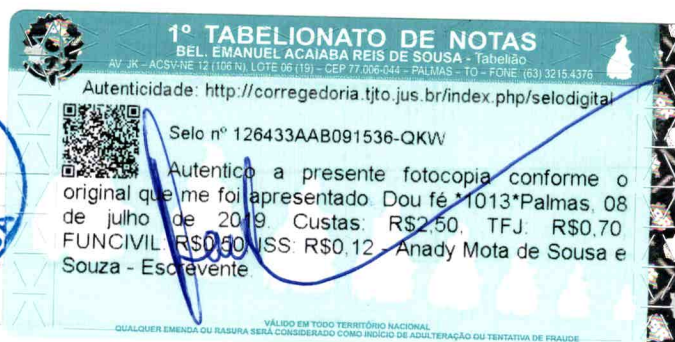 1º TABELIONATO DE NOTAS
BEL. EMANUEL ACAIABA REIS DE SOUSA - Tabelião
AV. JK – ACSV-NE 12 (106 N), LOTE 06 (19) – CEP 77.006-044 – PALMAS – TO – FONE (63) 3215.4376
Autenticidade: http://corregedoria.tjto.jus.br/index.php/selodigital
Selo nº 126433AAB091536-QKW
Autentico a presente fotocopia conforme o
original que me foi apresentado. Dou fé *1013*Palmas, 08
de julho de 2019. Custas: R$2,50, TFJ: R$0,70,
FUNCIVIL: R$0,50, ISS: R$0,12 - Anady Mota de Sousa e
Souza - Escrevente
VÁLIDO EM TODO TERRITÓRIO NACIONAL
QUALQUER EMENDA OU RASURA SERÁ CONSIDERADO COMO INDÍCIO DE ADULTERAÇÃO OU TENTATIVA DE FRAUDE